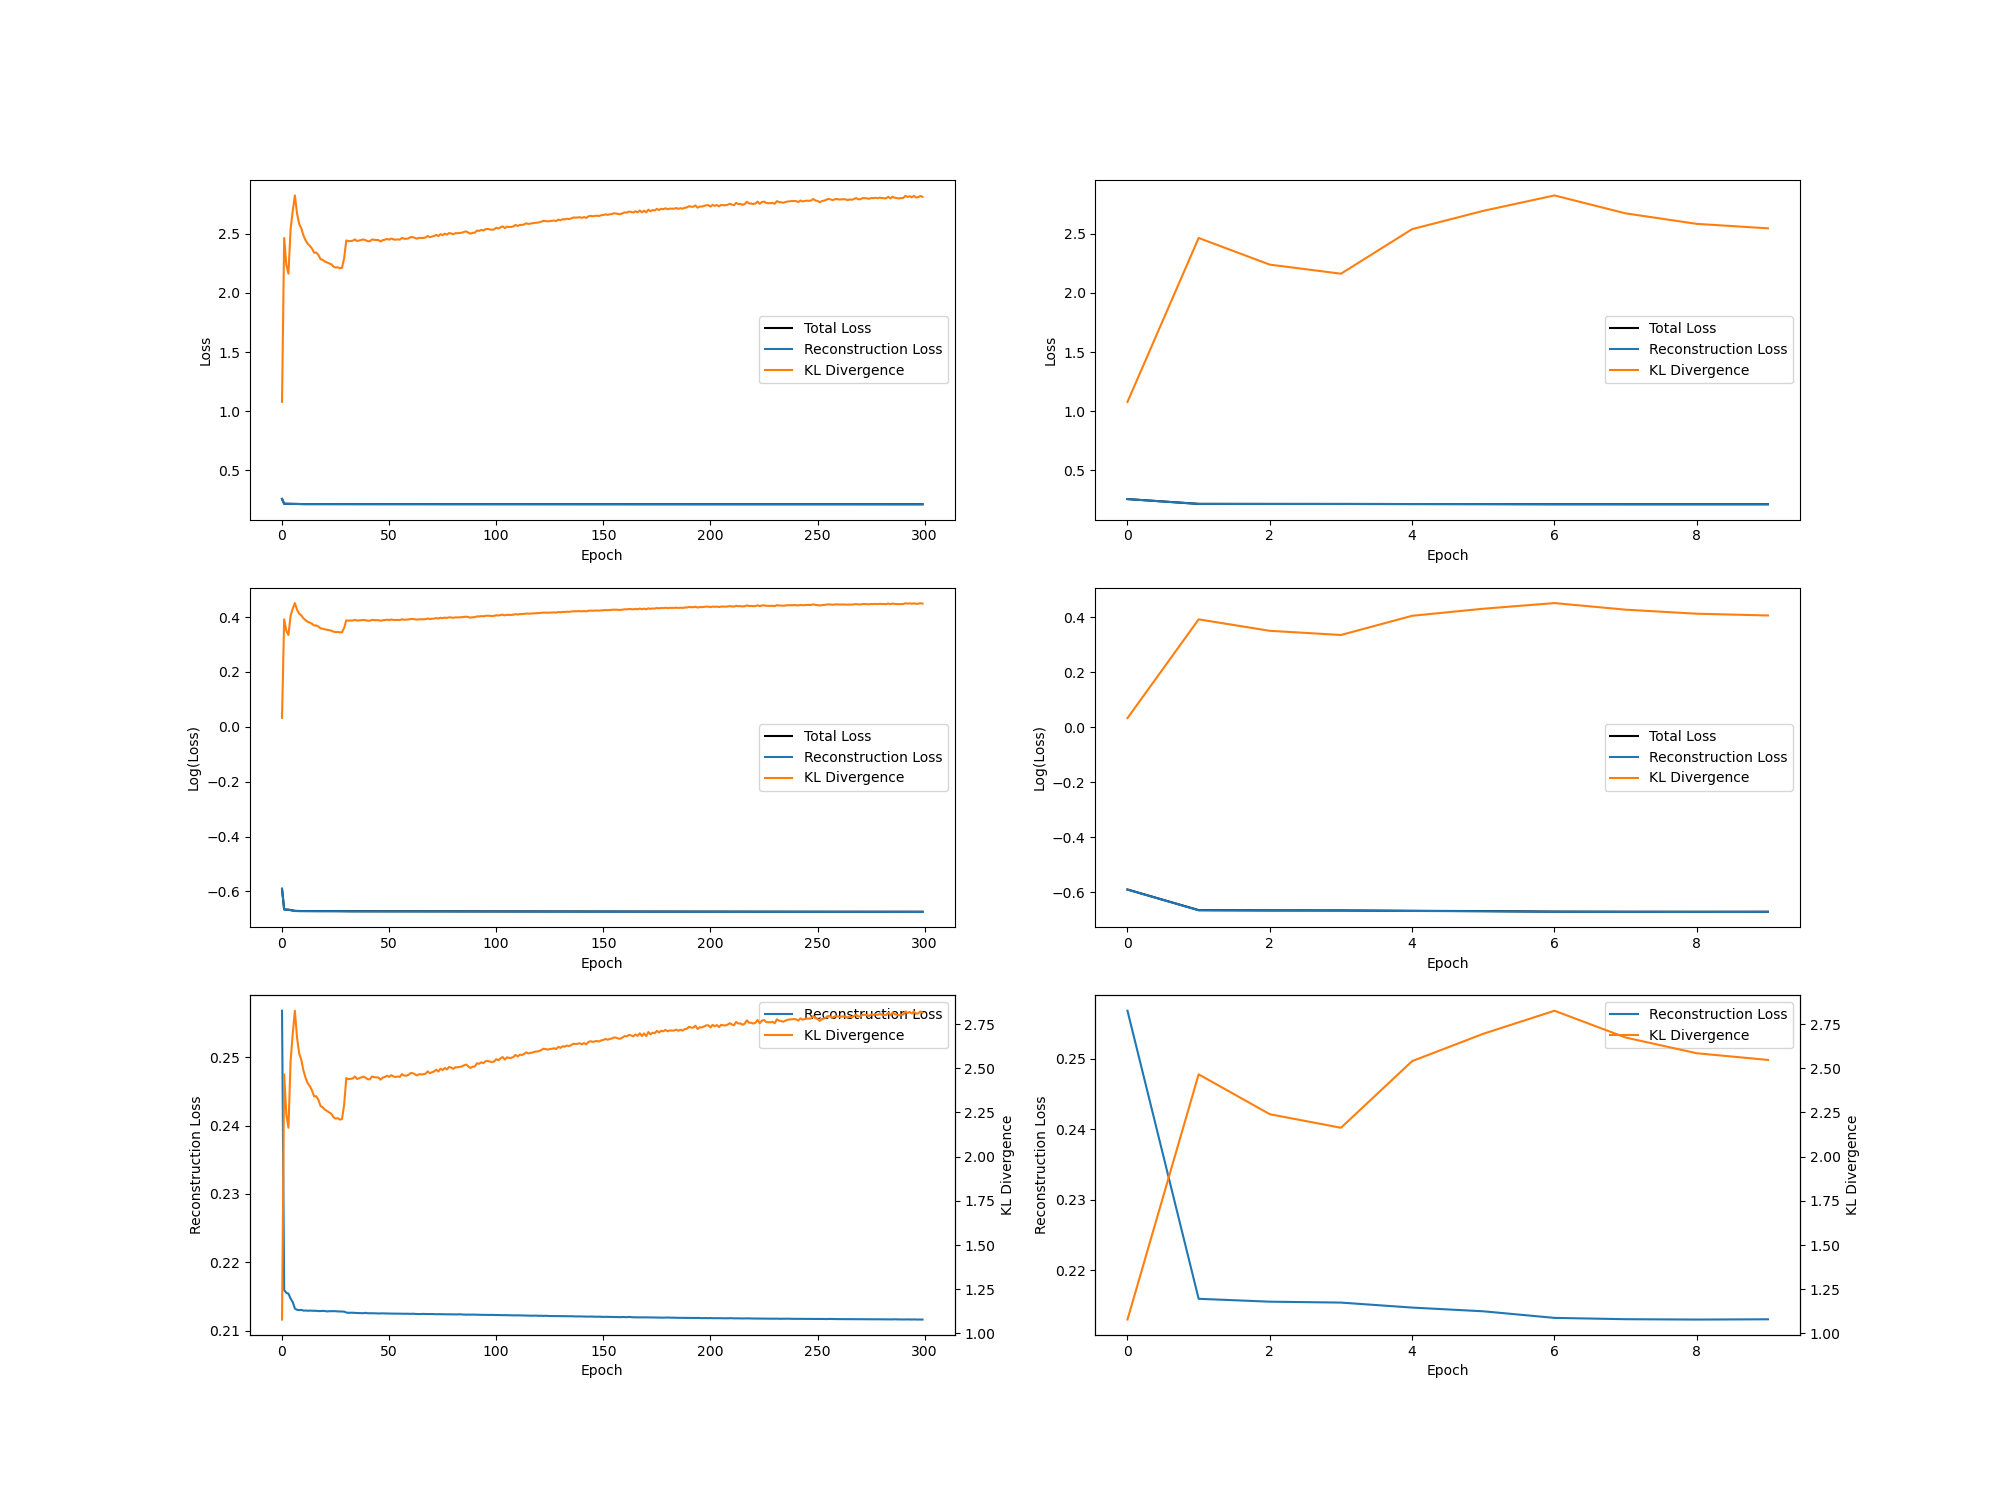 2.5
2.0
1.5
1.0
0.5
Loss
Total Loss
Reconstruction Loss
KL Divergence
0 50 100 150 200 250 300
Epoch
2.5
2.0
1.5
1.0
0.5
Loss
Total Loss
Reconstruction Loss
KL Divergence
0 2 4 6 8
Epoch
0.4
0.2
0.0
−0.2
−0.4
−0.6
Log(Loss)
Total Loss
Reconstruction Loss
KL Divergence
0 50 100 150 200 250 300
Epoch
0.4
0.2
0.0
−0.2
−0.4
−0.6
Log(Loss)
Total Loss
Reconstruction Loss
KL Divergence
0 2 4 6 8
Epoch
0.25
0.24
0.23
0.22
0.21
Reconstruction Loss
Reconstruction Loss
KL Divergence
2.75
2.50
2.25
2.00
1.75
1.50
1.25
1.00
KL Divergence
0 50 100 150 200 250 300
Epoch
0.25
0.24
0.23
0.22
Reconstruction Loss
Reconstruction Loss
KL Divergence
2.75
2.50
2.25
2.00
1.75
1.50
1.25
1.00
KL Divergence
0 2 4 6 8
Epoch